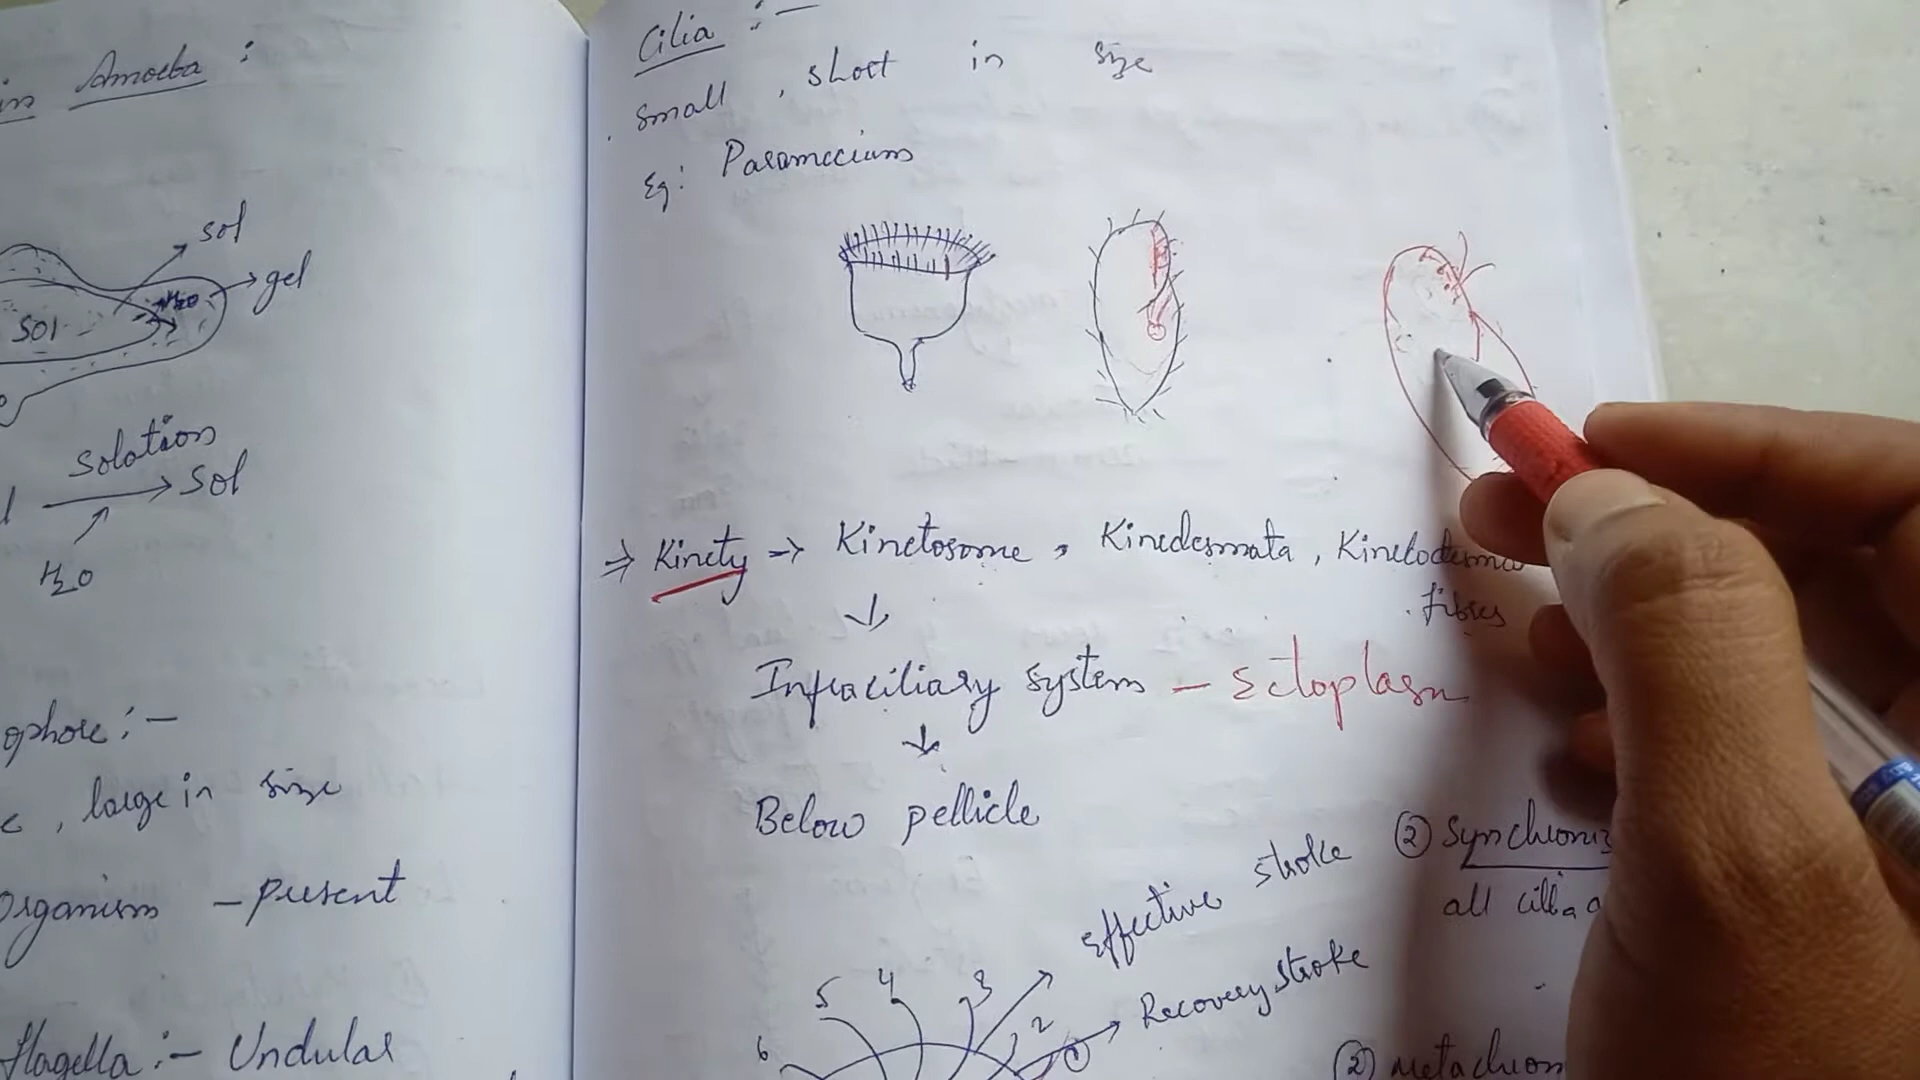 in Amoeba :
sol
gel
H2O
Sol
Solation
→ Sol
H2O
ophore :-
, large in size
Organism - present
flagella :- Undular
Cilia :-
. Small , short in size
Eg: Paramecium
⇒ Kinety → Kinetosome , Kinedesmata , Kinetodesma
fibres
↓
Infraciliary system - Ectoplasm
↓
Below pellicle
effective stroke
Recovery stroke
5 4 3
6 2 1
② Synchronis
all cilia a
② metachron